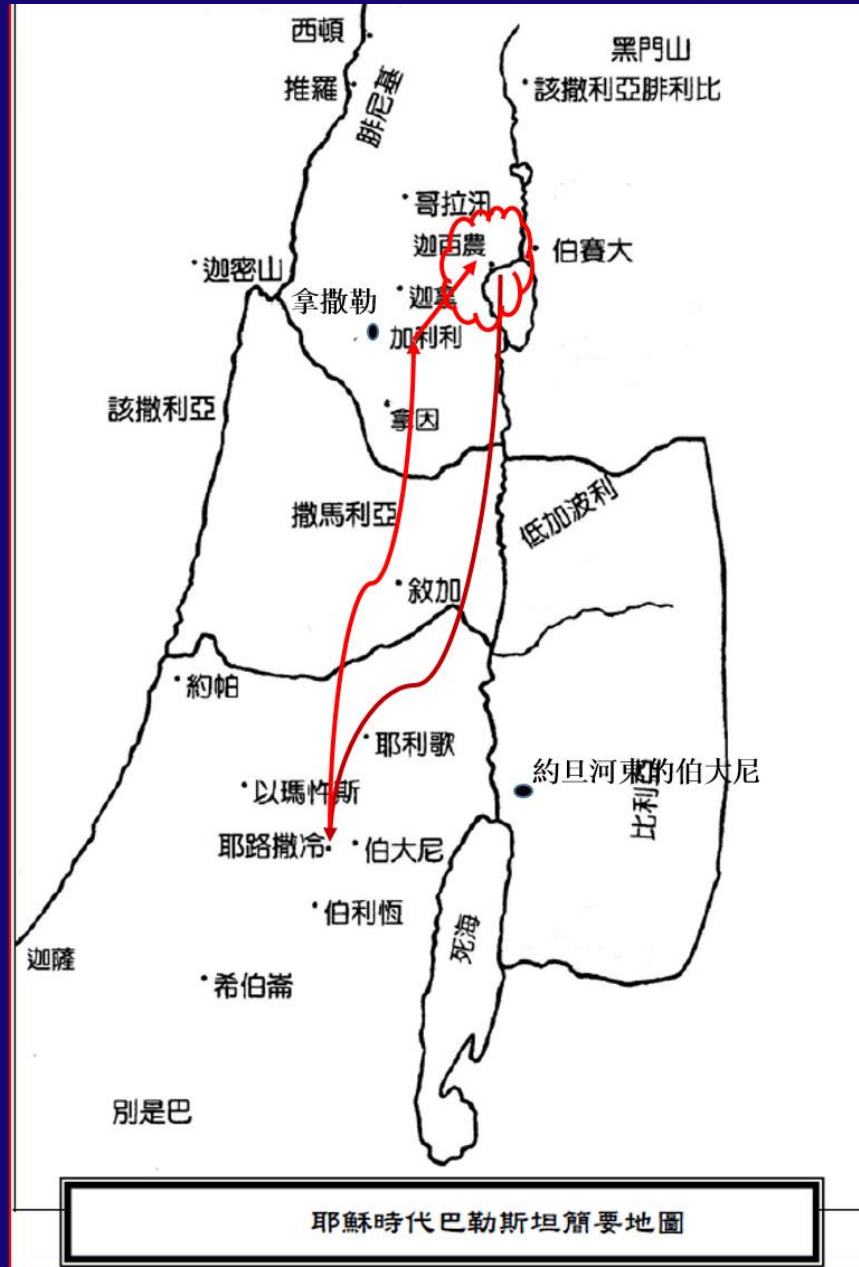 西頓
黑門山
推羅
該撒利亞腓利比
腓尼基
哥拉汛
迦百農
伯賽大
迦密山
迦拿
拿撒勒
加利利
該撒利亞
拿因
撒馬利亞
低加波利
敘加
約帕
耶利歌
約旦河東的伯大尼
以瑪忤斯
比利亞
耶路撒冷
伯大尼
伯利恆
死海
迦薩
希伯崙
別是巴
耶穌時代巴勒斯坦簡要地圖